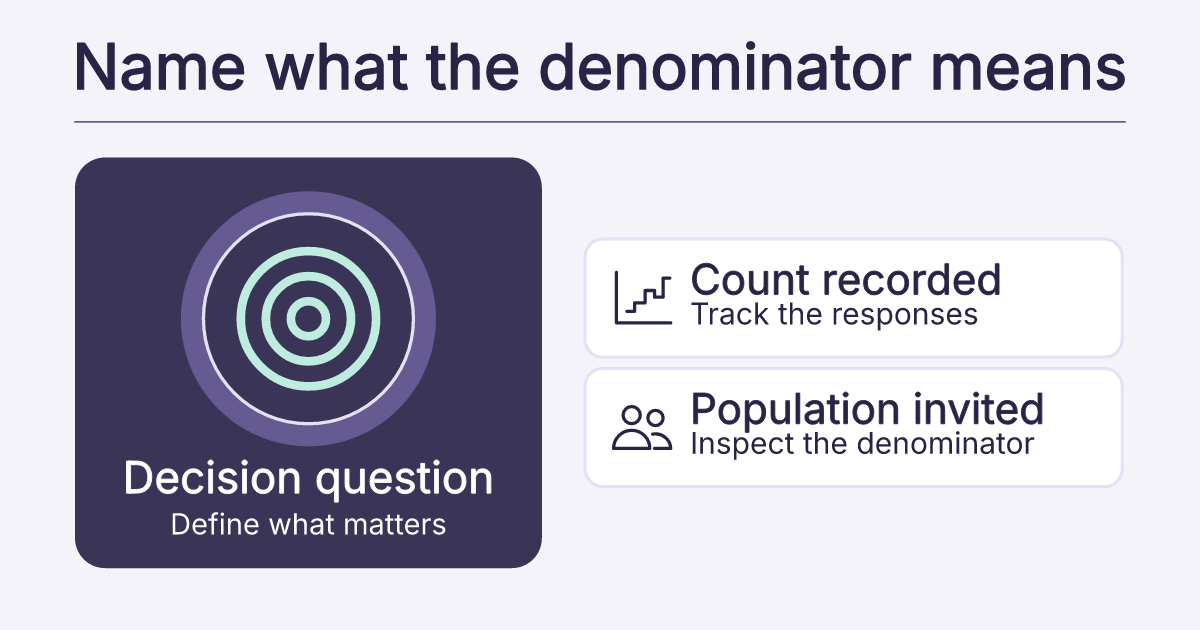 Name what the denominator means
Decision question
Define what matters
Count recorded
Track the responses
Population invited
Inspect the denominator